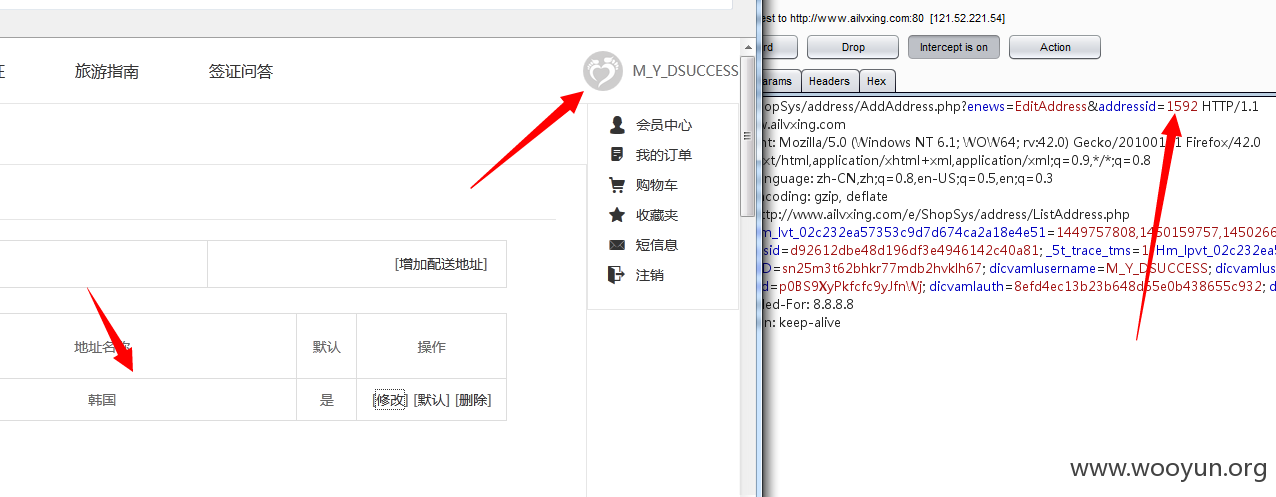 旅游指南
签证问答
M_Y_DSUCCESS
会员中心
我的订单
购物车
收藏夹
短信息
注销
[增加配送地址]
地址名称
默认
操作
韩国
是
[修改] [默认] [删除]
est to http://www.ailvxing.com:80 [121.52.221.54]
rd
Drop
Intercept is on
Action
arams
Headers
Hex
hopSys/address/AddAddress.php?enews=EditAddress&addressid=1592 HTTP/1.1
w.ailvxing.com
nt: Mozilla/5.0 (Windows NT 6.1; WOW64; rv:42.0) Gecko/20100101 Firefox/42.0
ext/html,application/xhtml+xml,application/xml;q=0.9,*/*;q=0.8
anguage: zh-CN,zh;q=0.8,en-US;q=0.5,en;q=0.3
ncoding: gzip, deflate
ttp://www.ailvxing.com/e/ShopSys/address/ListAddress.php
Hm_lvt_02c232ea57353c9d7d674ca2a18e4e51=1449757808,1450159757,1450266
sid=d92612dbe48d196df3e4946142c40a81; _5t_trace_tms=1; Hm_lpvt_02c232ea5
D=sn25m3t62bhkr77mdb2hvklh67; dicvamlusername=M_Y_DSUCCESS; dicvamlus
d=p0BS9XyPkfcfc9yJfnWj; dicvamlauth=8efd4ec13b23b648d65e0b438655c932; d
ded-For: 8.8.8.8
n: keep-alive
www.wooyun.org